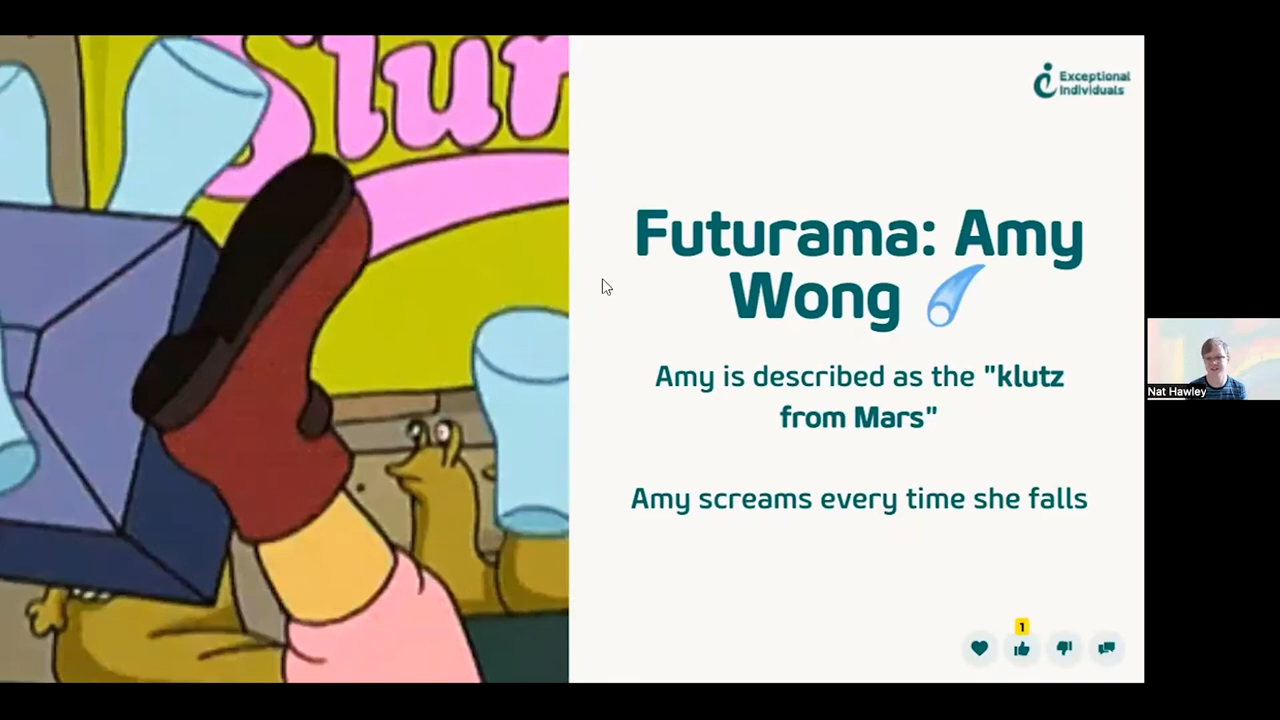 Slur
Exceptional
Individuals
Futurama: Amy
Wong
Amy is described as the "klutz
from Mars"
Amy screams every time she falls
1
Nat Hawley